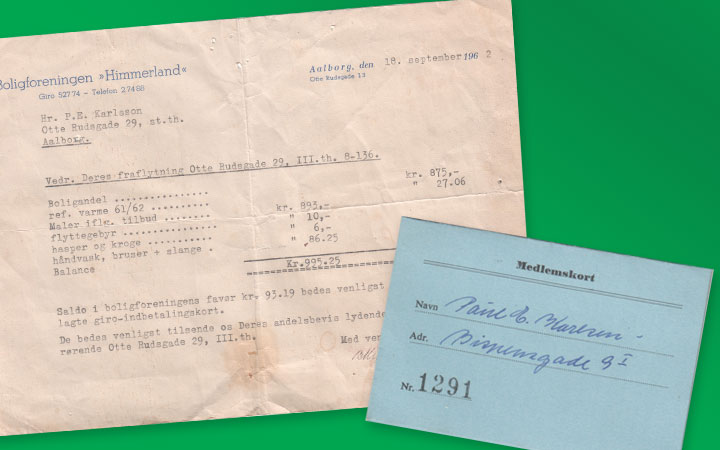 Boligforeningen »Himmerland«
Giro 52774 – Telefon 27488
Aalborg, den 18. september 1962
Otto Rudsgade 13
Hr. P.E. Karlsson
Otte Rudsgade 29, st.th.
Aalborg.
Vedr. Deres fraflytning Otte Rudsgade 29, III.th. 8-136.
Boligandel ................ kr. 875,-
ref. varme 61/62 .......... " 27.06
Maler iflg. tilbud ........ kr. 893,-
flyttegebyr ............... " 10,-
hasper og kroge ........... " 6,-
håndvask, bruser + slange . " 86.25
Balance Kr.995.25
Saldo i boligforeningens favør kr. 93.19 bedes venligst
lagte giro-indbetalingskort.
De bedes venligst tilsende os Deres andelsbevis lydende
rørende Otte Rudsgade 29, III.th.
Med ven
Medlemskort
Navn Poul E.
Adr. 9 I
Nr. 1291